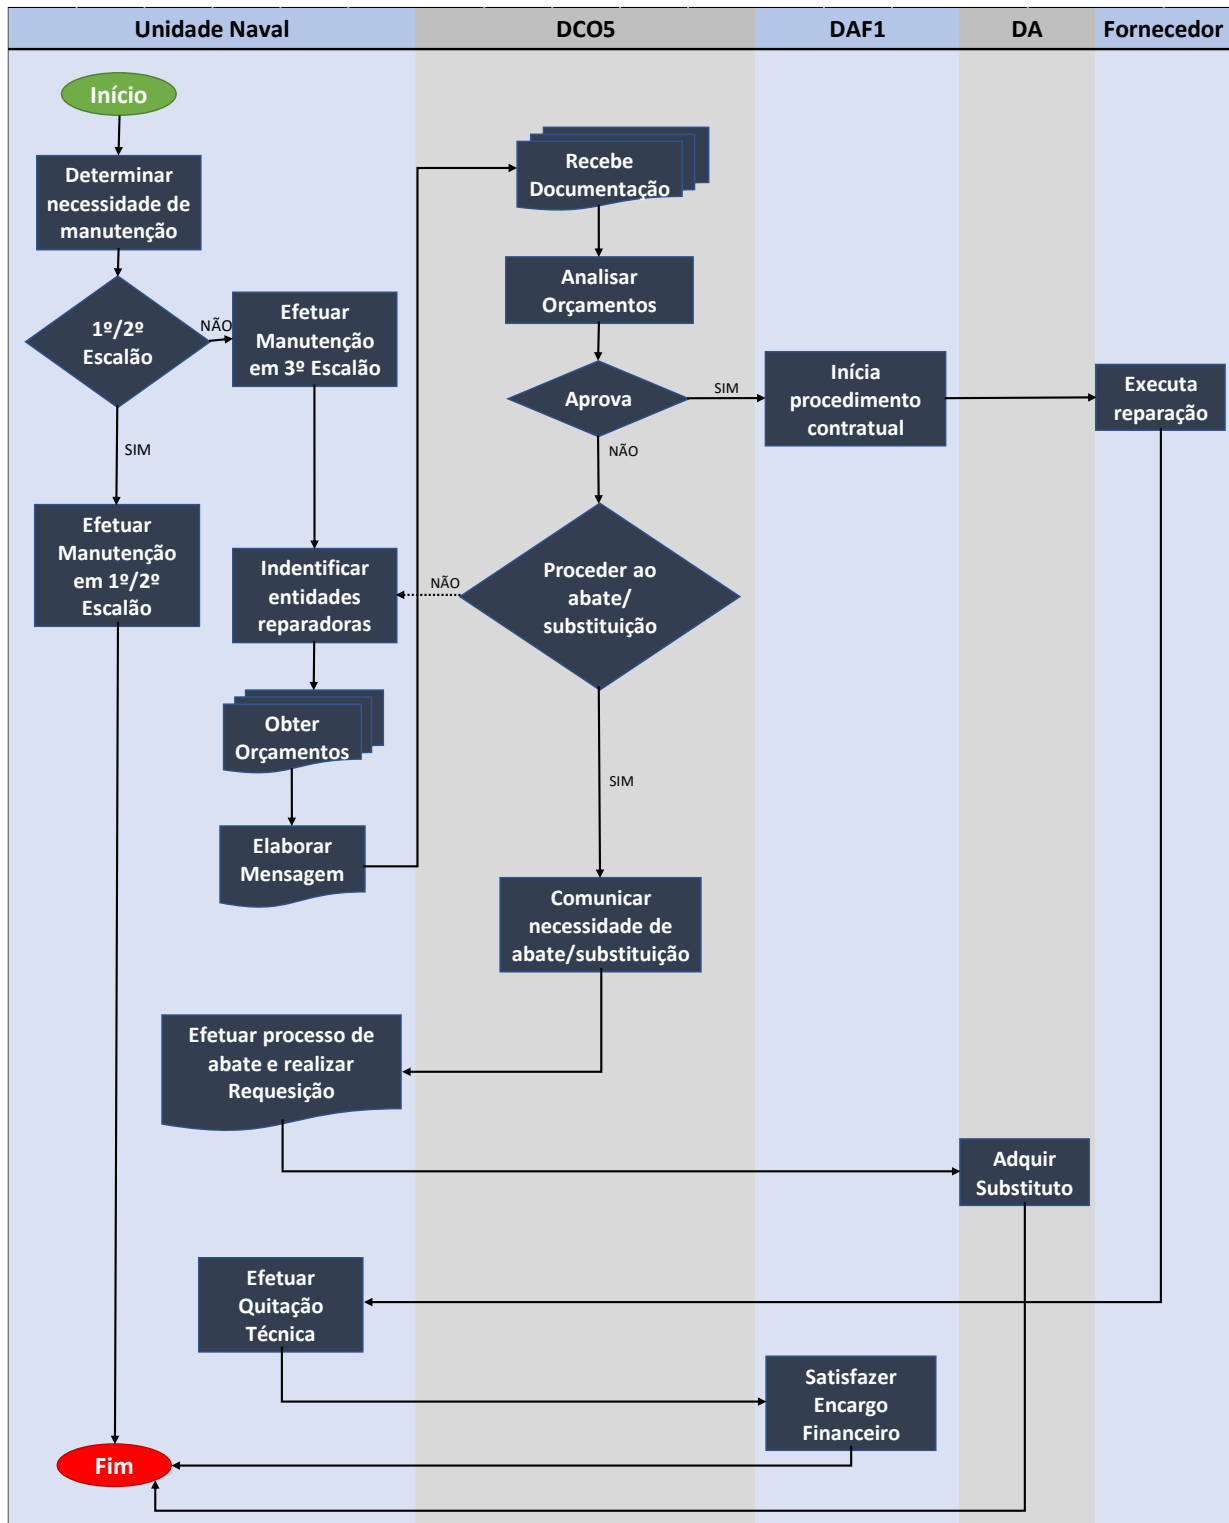 Unidade Naval
DCO5
DAF1
DA
Fornecedor
Início
Determinar
necessidade de
manutenção
1º/2º
Escalão
NÃO
SIM
Efetuar
Manutenção
em 3º Escalão
Efetuar
Manutenção
em 1º/2º
Escalão
Indentificar
entidades
reparadoras
Obter
Orçamentos
Elaborar
Mensagem
Recebe
Documentação
Analisar
Orçamentos
Aprova
SIM
NÃO
Inícia
procedimento
contratual
Executa
reparação
Proceder ao
abate/
substituição
NÃO
SIM
Comunicar
necessidade de
abate/substituição
Efetuar processo de
abate e realizar
Requesição
Adquir
Substituto
Efetuar
Quitação
Técnica
Satisfazer
Encargo
Financeiro
Fim